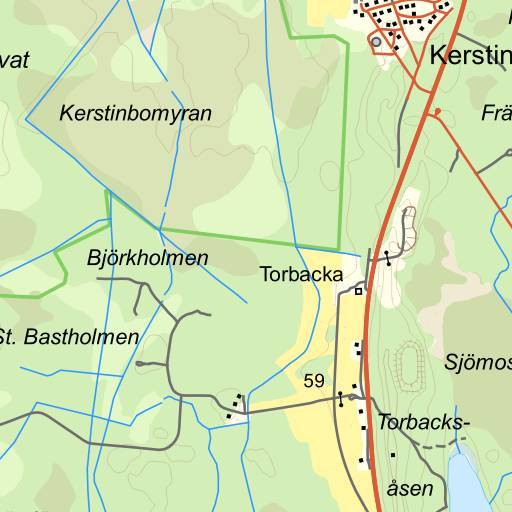 vat
Kerstin
Kerstinbomyran
Frä
Björkholmen
Torbacka
St. Bastholmen
Sjömos
59
Torbacks-
åsen